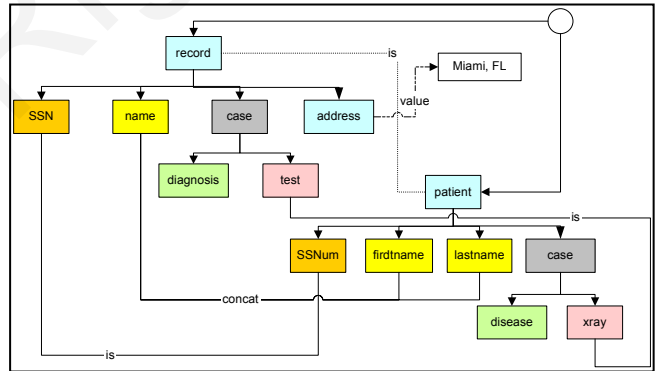 record
is
Miami, FL
value
SSN
name
case
address
diagnosis
test
patient
is
SSNum
firdtname
lastname
case
concat
disease
xray
is